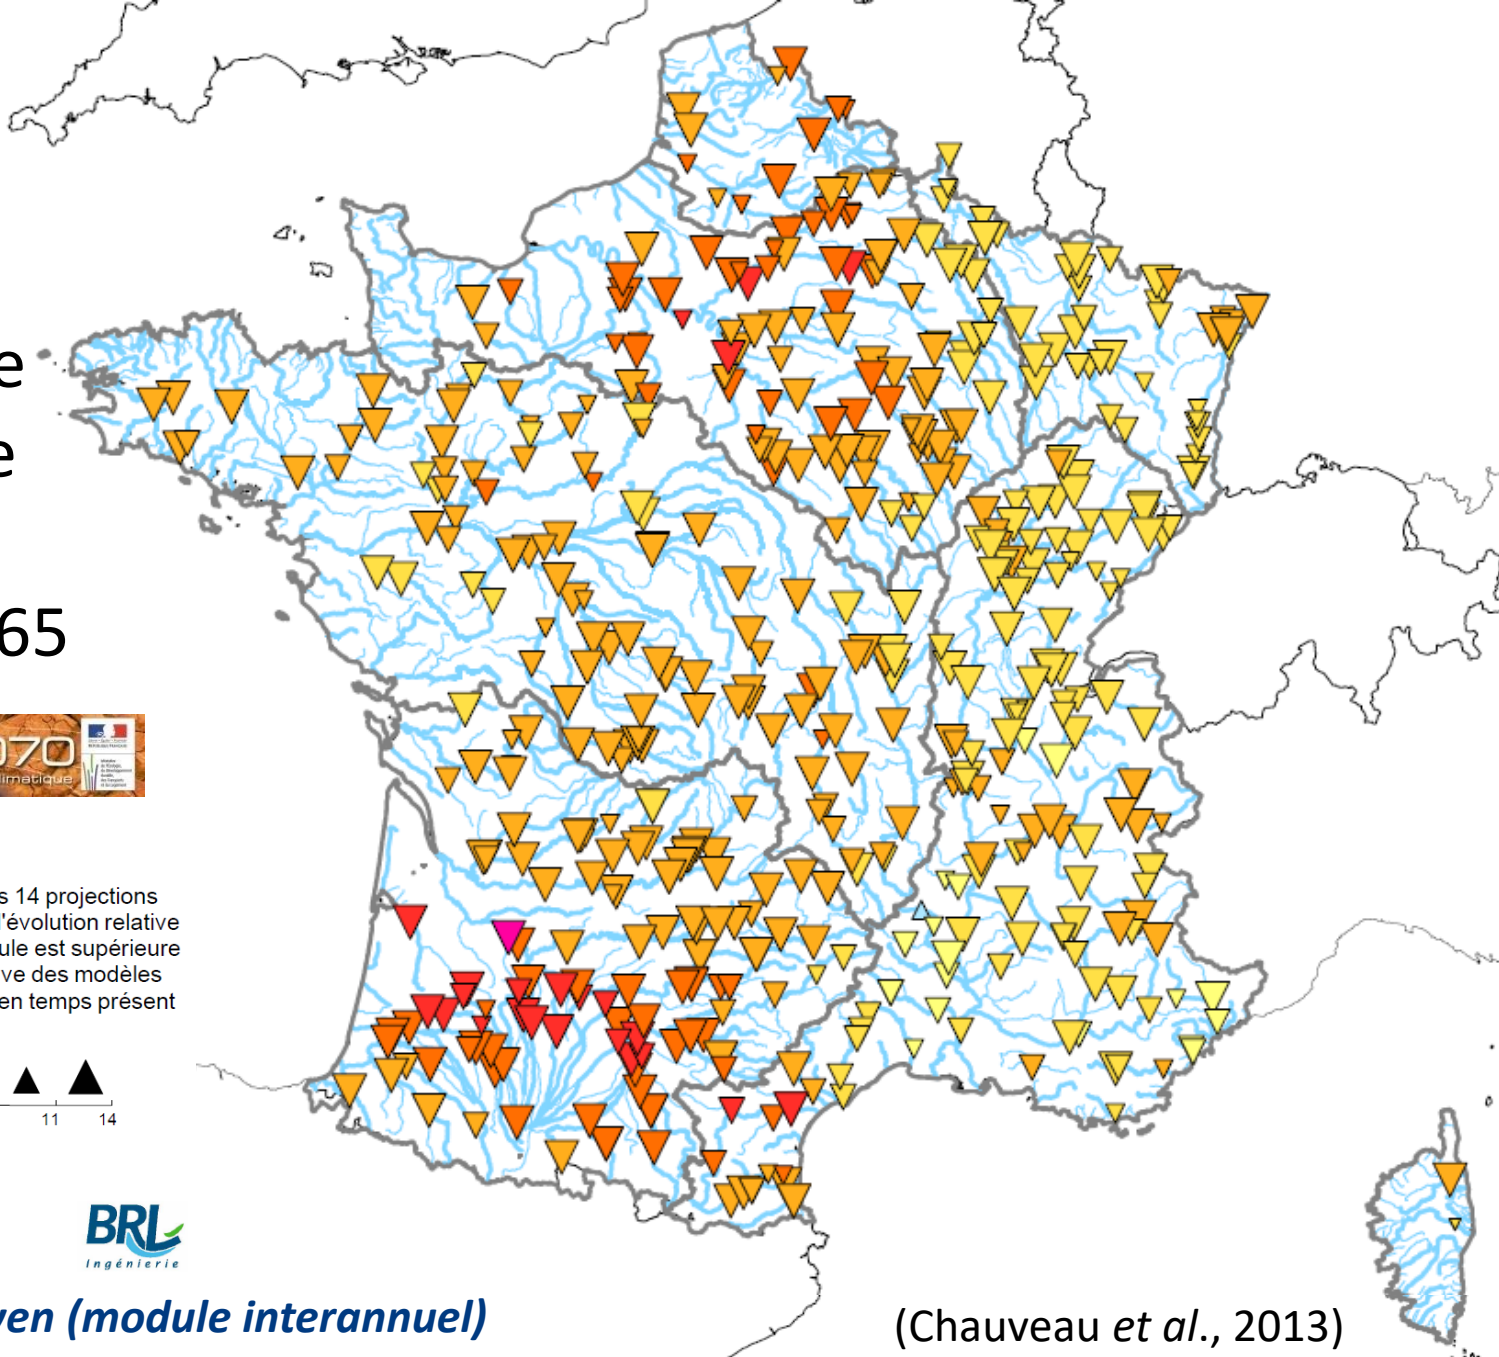 e
e
65
070
limatique
s 14 projections
l'évolution relative
ule est supérieure
ve des modèles
en temps présent
11 14
BRL
Ingénierie
yen (module interannuel)
(Chauveau et al., 2013)